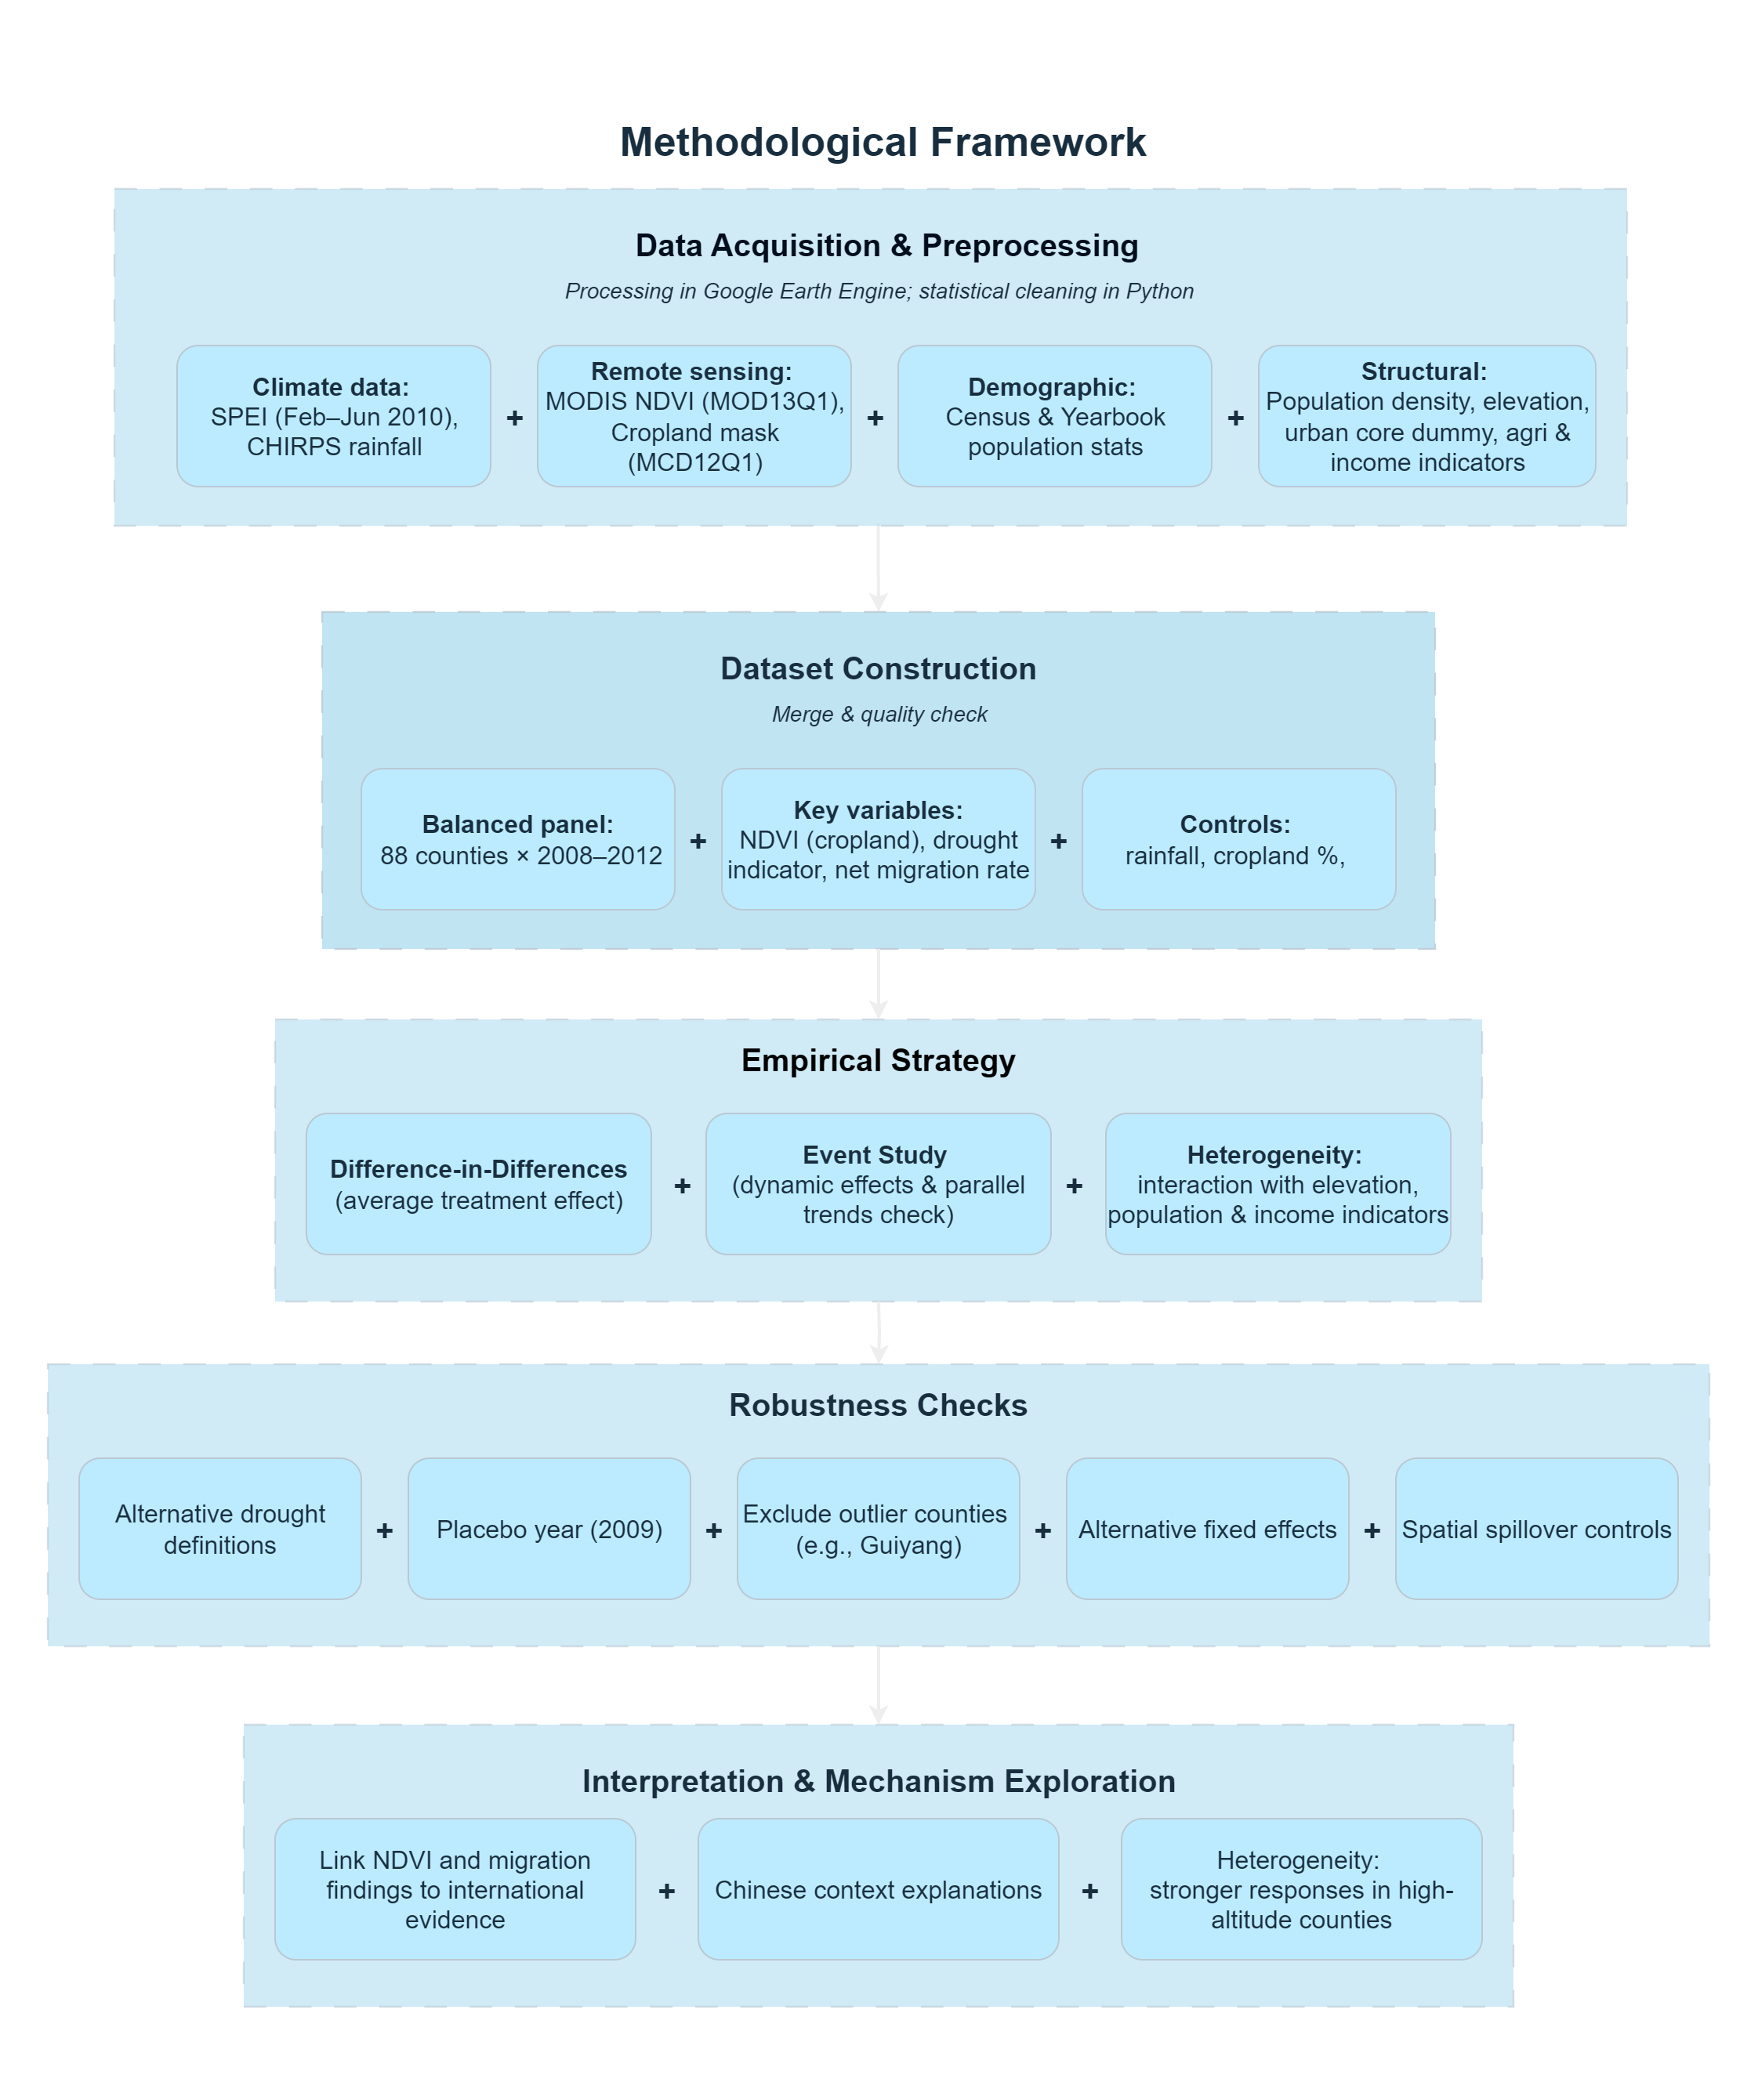 Methodological Framework
Data Acquisition & Preprocessing
Processing in Google Earth Engine; statistical cleaning in Python
Climate data:
SPEI (Feb–Jun 2010),
CHIRPS rainfall
+
Remote sensing:
MODIS NDVI (MOD13Q1),
Cropland mask
(MCD12Q1)
+
Demographic:
Census & Yearbook
population stats
+
Structural:
Population density, elevation,
urban core dummy, agri &
income indicators
Dataset Construction
Merge & quality check
Balanced panel:
88 counties × 2008–2012
+
Key variables:
NDVI (cropland), drought
indicator, net migration rate
+
Controls:
rainfall, cropland %,
Empirical Strategy
Difference-in-Differences
(average treatment effect)
+
Event Study
(dynamic effects & parallel
trends check)
+
Heterogeneity:
interaction with elevation,
population & income indicators
Robustness Checks
Alternative drought
definitions
+
Placebo year (2009)
+
Exclude outlier counties
(e.g., Guiyang)
+
Alternative fixed effects
+
Spatial spillover controls
Interpretation & Mechanism Exploration
Link NDVI and migration
findings to international
evidence
+
Chinese context explanations
+
Heterogeneity:
stronger responses in high-
altitude counties